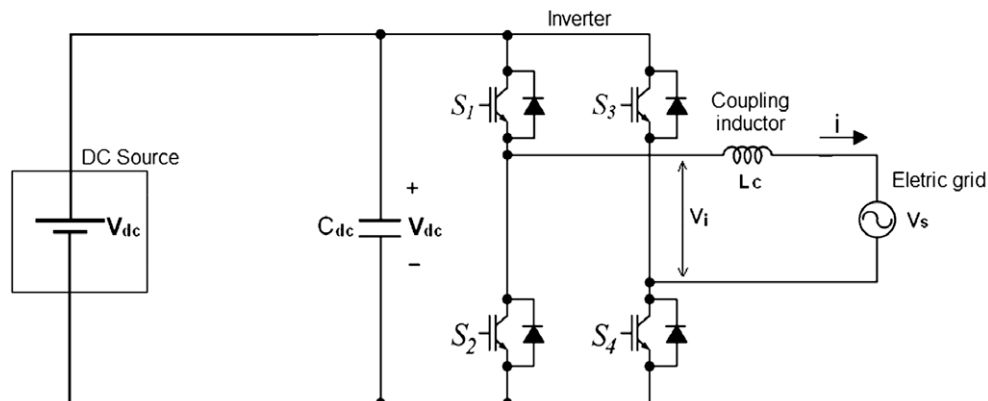 Inverter
S1
S3
Coupling
inductor
i
DC Source
Lc
Eletric grid
Vdc
Cdc
+
Vdc
−
Vi
Vs
S2
S4